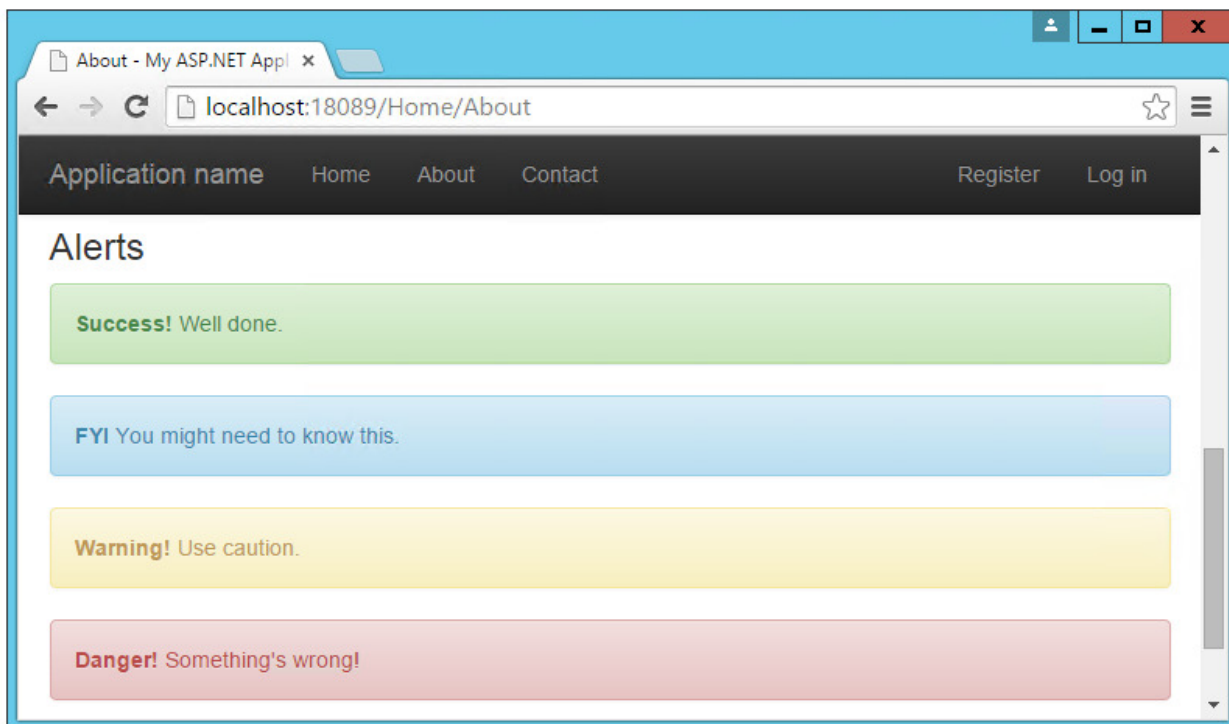 About - My ASP.NET Appl
localhost:18089/Home/About
Application name Home About Contact Register Log in
Alerts
Success! Well done.
FYI You might need to know this.
Warning! Use caution.
Danger! Something's wrong!